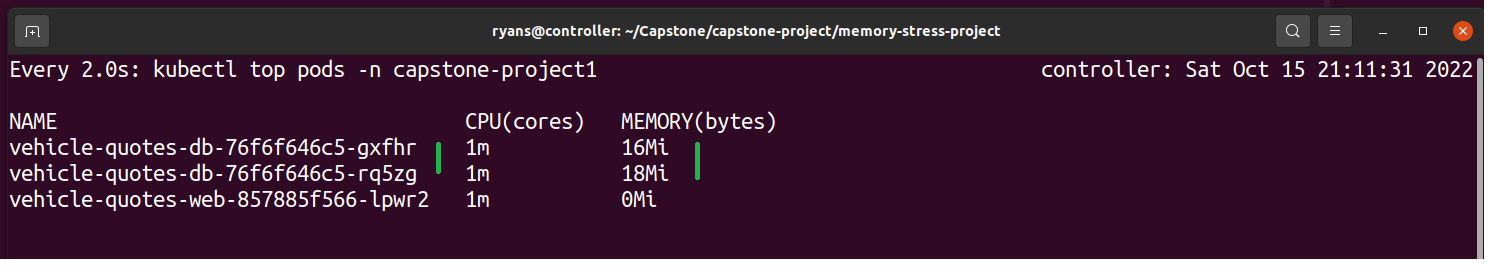 ryans@controller: ~/Capstone/capstone-project/memory-stress-project
Every 2.0s: kubectl top pods -n capstone-project1 controller: Sat Oct 15 21:11:31 2022
NAME CPU(cores) MEMORY(bytes)
vehicle-quotes-db-76f6f646c5-gxfhr 1m 16Mi
vehicle-quotes-db-76f6f646c5-rq5zg 1m 18Mi
vehicle-quotes-web-857885f566-lpwr2 1m 0Mi